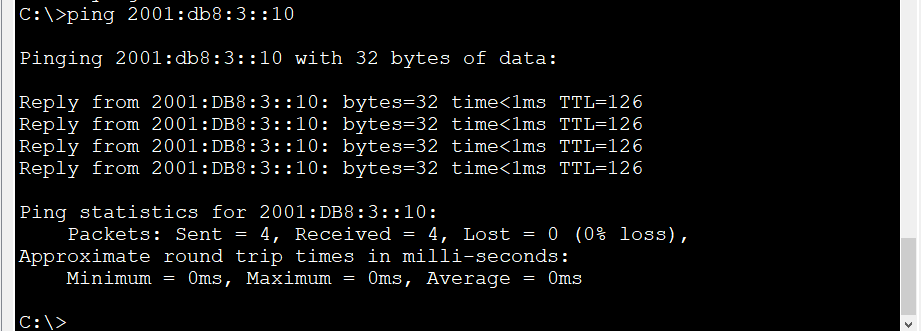 C:\>ping 2001:db8:3::10
Pinging 2001:db8:3::10 with 32 bytes of data:
Reply from 2001:DB8:3::10: bytes=32 time<1ms TTL=126
Reply from 2001:DB8:3::10: bytes=32 time<1ms TTL=126
Reply from 2001:DB8:3::10: bytes=32 time<1ms TTL=126
Reply from 2001:DB8:3::10: bytes=32 time<1ms TTL=126
Ping statistics for 2001:DB8:3::10:
    Packets: Sent = 4, Received = 4, Lost = 0 (0% loss),
Approximate round trip times in milli-seconds:
    Minimum = 0ms, Maximum = 0ms, Average = 0ms
C:\>